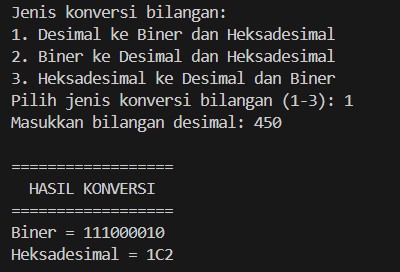 Jenis konversi bilangan:
1. Desimal ke Biner dan Heksadesimal
2. Biner ke Desimal dan Heksadesimal
3. Heksadesimal ke Desimal dan Biner
Pilih jenis konversi bilangan (1-3): 1
Masukkan bilangan desimal: 450
==================
HASIL KONVERSI
==================
Biner = 111000010
Heksadesimal = 1C2